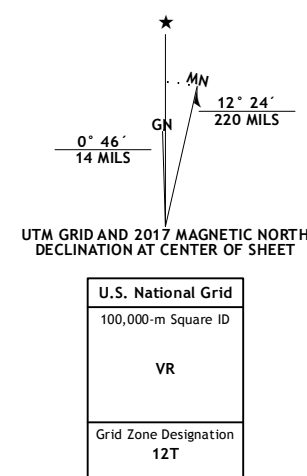 ★
MN
GN
12° 24´
220 MILS
0° 46´
14 MILS
UTM GRID AND 2017 MAGNETIC NORTH
DECLINATION AT CENTER OF SHEET
U.S. National Grid
100,000-m Square ID
VR
Grid Zone Designation
12T